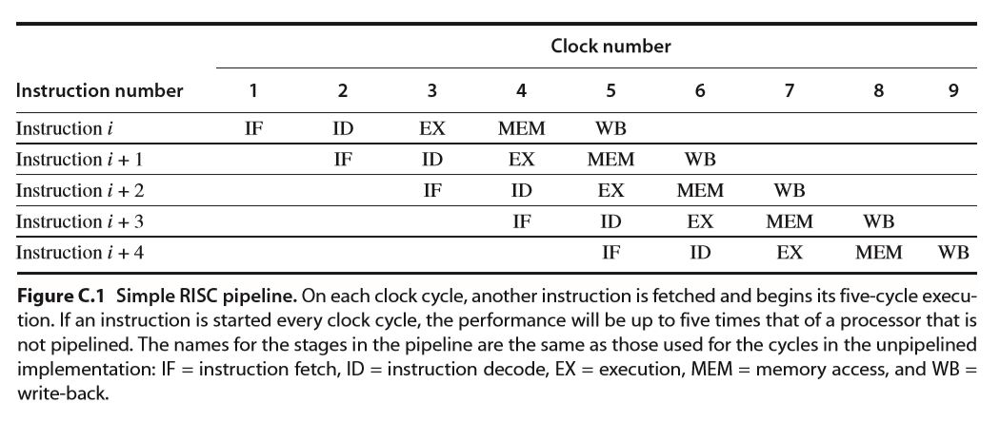 Clock number
Instruction number 1 2 3 4 5 6 7 8 9
Instruction i IF ID EX MEM WB
Instruction i + 1 IF ID EX MEM WB
Instruction i + 2 IF ID EX MEM WB
Instruction i + 3 IF ID EX MEM WB
Instruction i + 4 IF ID EX MEM WB
Figure C.1 Simple RISC pipeline. On each clock cycle, another instruction is fetched and begins its five-cycle execu-
tion. If an instruction is started every clock cycle, the performance will be up to five times that of a processor that is
not pipelined. The names for the stages in the pipeline are the same as those used for the cycles in the unpipelined
implementation: IF = instruction fetch, ID = instruction decode, EX = execution, MEM = memory access, and WB =
write-back.